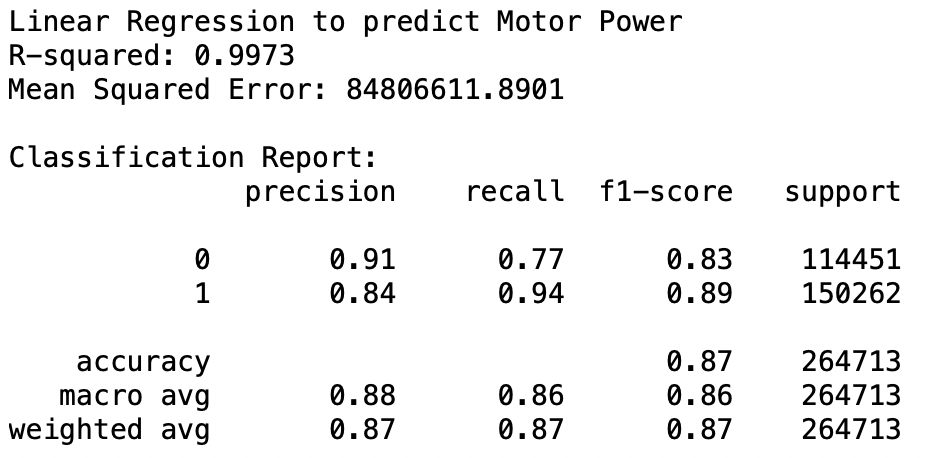 Linear Regression to predict Motor Power
R-squared: 0.9973
Mean Squared Error: 84806611.8901
Classification Report:
precision recall f1-score support
0 0.91 0.77 0.83 114451
1 0.84 0.94 0.89 150262
accuracy 0.87 264713
macro avg 0.88 0.86 0.86 264713
weighted avg 0.87 0.87 0.87 264713